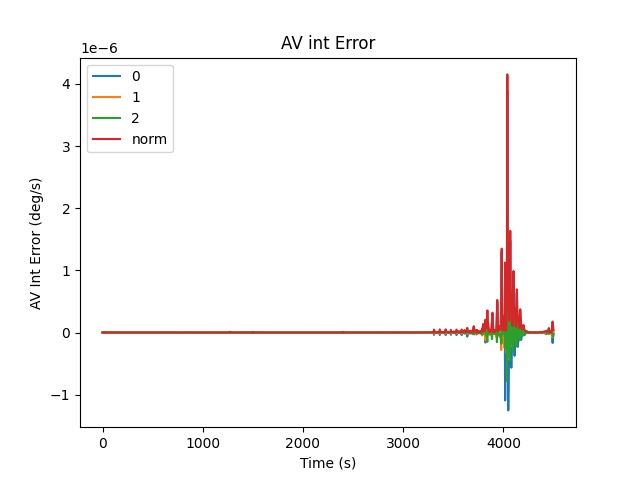 AV int Error
1e−6
4
3
2
1
0
−1
AV Int Error (deg/s)
0
1
2
norm
0
1000
2000
3000
4000
Time (s)